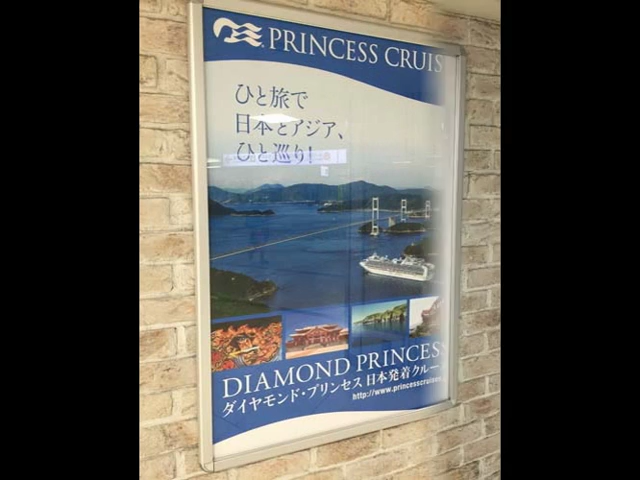 PRINCESS CRUIS
ひと旅で
日本とアジア、
ひと巡り!
DIAMOND PRINCES
ダイヤモンド・プリンセス 日本発着クルー
http://www.princesscruises